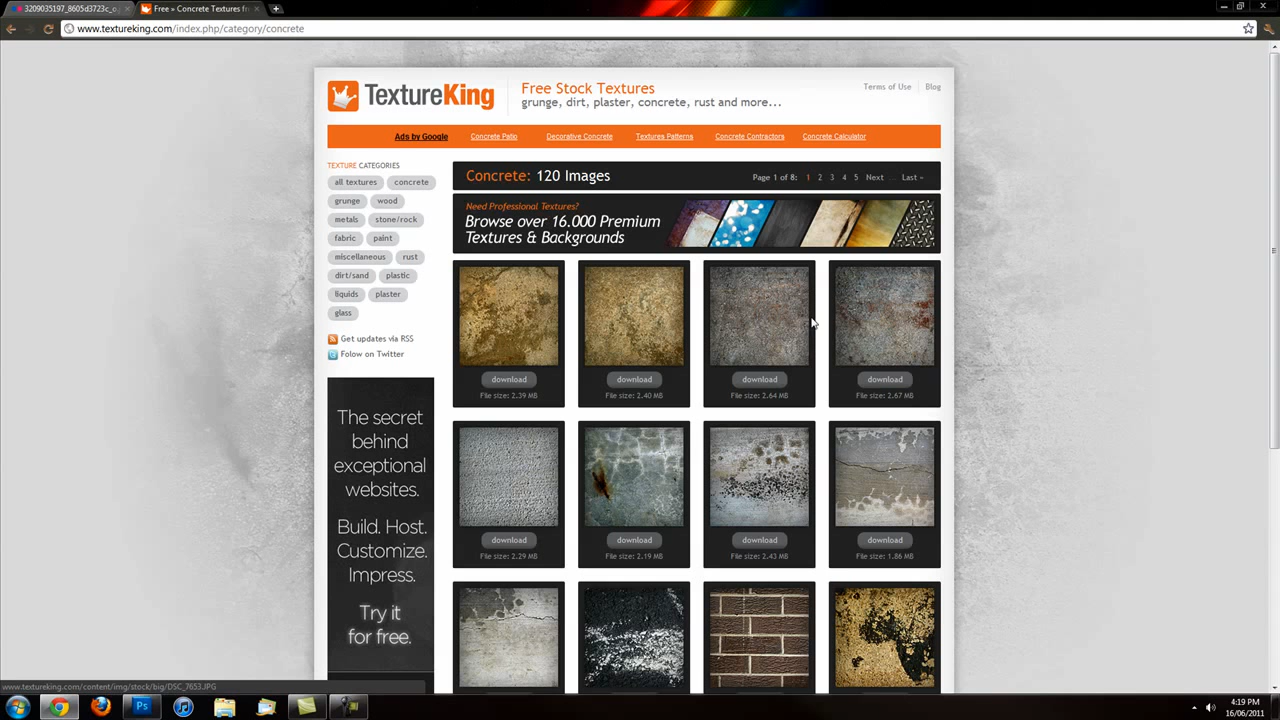 3209035197_8605d3723c_o.
Free » Concrete Textures fr
www.textureking.com/index.php/category/concrete
TextureKing
Free Stock Textures
grunge, dirt, plaster, concrete, rust and more...
Terms of Use
Blog
Ads by Google
Concrete Patio
Decorative Concrete
Textures Patterns
Concrete Contractors
Concrete Calculator
TEXTURE CATEGORIES
all textures
concrete
grunge
wood
metals
stone/rock
fabric
paint
miscellaneous
rust
dirt/sand
plastic
liquids
plaster
glass
Get updates via RSS
Folow on Twitter
The secret
behind
exceptional
websites.
Build. Host.
Customize.
Impress.
Try it
for free.
Concrete: 120 Images
Page 1 of 8: 1 2 3 4 5 Next ... Last »
Need Professional Textures?
Browse over 16.000 Premium
Textures & Backgrounds
download
File size: 2.39 MB
download
File size: 2.40 MB
download
File size: 2.64 MB
download
File size: 2.67 MB
download
File size: 2.29 MB
download
File size: 2.19 MB
download
File size: 2.43 MB
download
File size: 1.86 MB
www.textureking.com/content/img/stock/big/DSC_7653.JPG
Ps
4:19 PM
16/06/2011